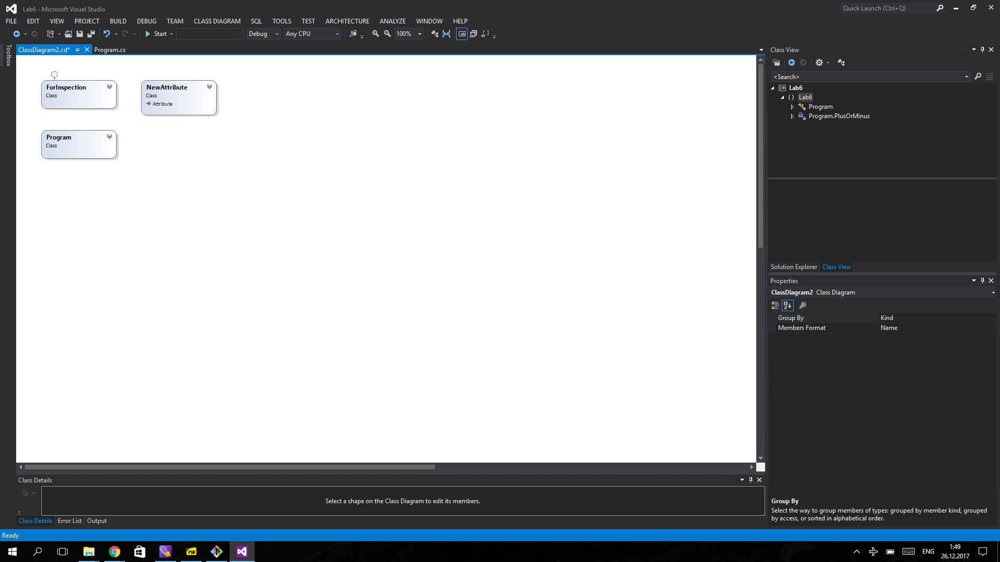 Lab6 - Microsoft Visual Studio
Quick Launch (Ctrl+Q)
FILE EDIT VIEW PROJECT BUILD DEBUG TEAM CLASS DIAGRAM SQL TOOLS TEST ARCHITECTURE ANALYZE WINDOW HELP
Start Debug Any CPU 100%
Toolbox
ClassDiagram2.cd* Program.cs
ForInspection
Class
NewAttribute
Class
Attribute
Program
Class
Class View
<Search>
C# Lab6
{ } Lab6
Program
Program.PlusOrMinus
Solution Explorer Class View
Properties
ClassDiagram2 Class Diagram
Group By Kind
Members Format Name
Group By
Select the way to group members of types: grouped by member kind, grouped
by access, or sorted in alphabetical order.
Class Details
Select a shape on the Class Diagram to edit its members.
Class Details Error List Output
Ready
PDF
ENG
1:49
26.12.2017